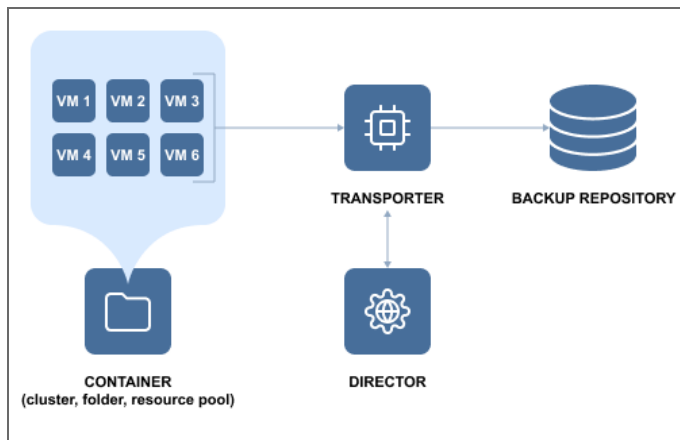 VM 1 VM 2 VM 3
VM 4 VM 5 VM 6
TRANSPORTER
BACKUP REPOSITORY
CONTAINER
(cluster, folder, resource pool)
DIRECTOR